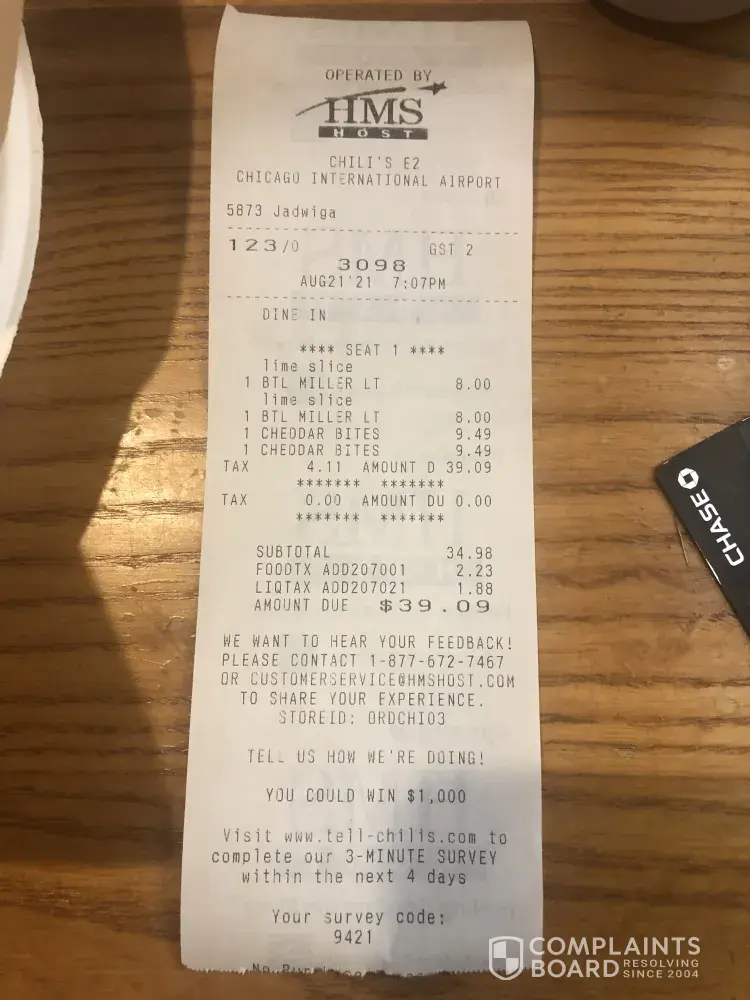 OPERATED BY
HMS
HOST
CHILI'S E2
CHICAGO INTERNATIONAL AIRPORT
5873 Jadwiga
123/0 GST 2
3098
AUG21'21 7:07PM
DINE IN
**** SEAT 1 ****
lime slice
1 BTL MILLER LT 8.00
lime slice
1 BTL MILLER LT 8.00
1 CHEDDAR BITES 9.49
1 CHEDDAR BITES 9.49
TAX 4.11 AMOUNT D 39.09
******* *******
TAX 0.00 AMOUNT DU 0.00
******* *******
SUBTOTAL 34.98
FOODTX ADD207001 2.23
LIQTAX ADD207021 1.88
AMOUNT DUE $39.09
WE WANT TO HEAR YOUR FEEDBACK!
PLEASE CONTACT 1-877-672-7467
OR CUSTOMERSERVICE@HMSHOST.COM
TO SHARE YOUR EXPERIENCE.
STOREID: ORDCHI03
TELL US HOW WE'RE DOING!
YOU COULD WIN $1,000
Visit www.tell-chilis.com to
complete our 3-MINUTE SURVEY
within the next 4 days
Your survey code:
9421
CHASE
COMPLAINTS
BOARD RESOLVING
SINCE 2004